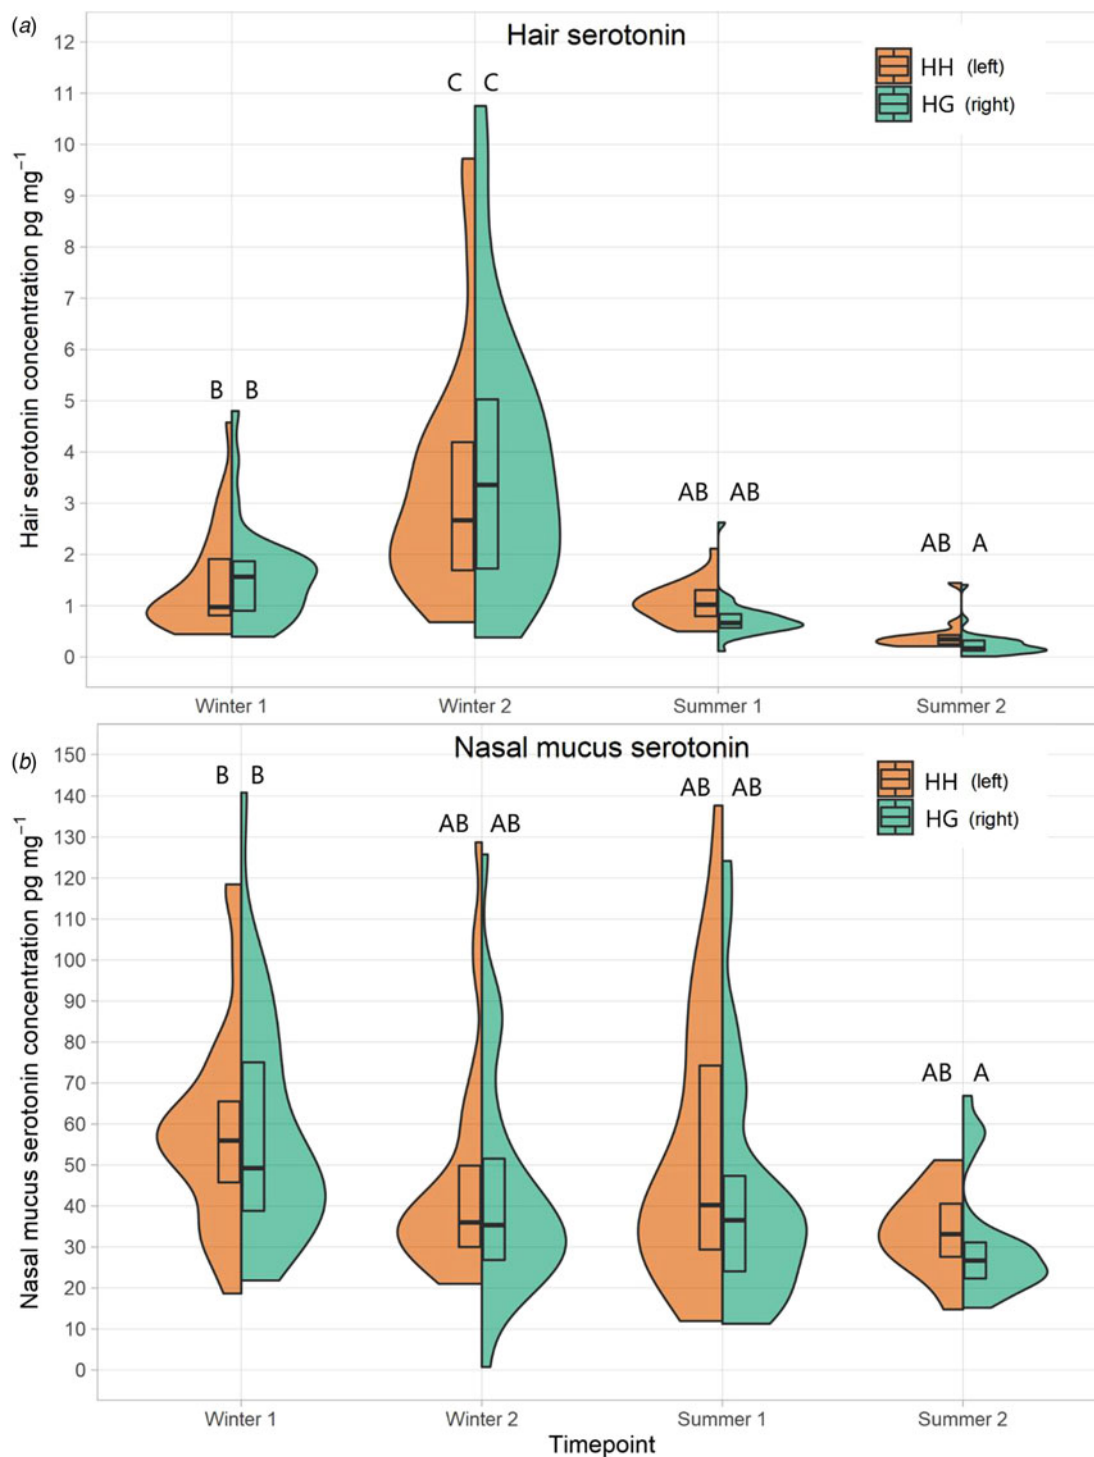 (a)
Hair serotonin
HH (left)
HG (right)
Hair serotonin concentration pg mg⁻¹
12
11
10
9
8
7
6
5
4
3
2
1
0
B B
C C
AB AB
AB A
Winter 1 Winter 2 Summer 1 Summer 2
(b)
Nasal mucus serotonin
HH (left)
HG (right)
Nasal mucus serotonin concentration pg mg⁻¹
150
140
130
120
110
100
90
80
70
60
50
40
30
20
10
0
B B
AB AB
AB AB
AB A
Winter 1 Winter 2 Summer 1 Summer 2
Timepoint